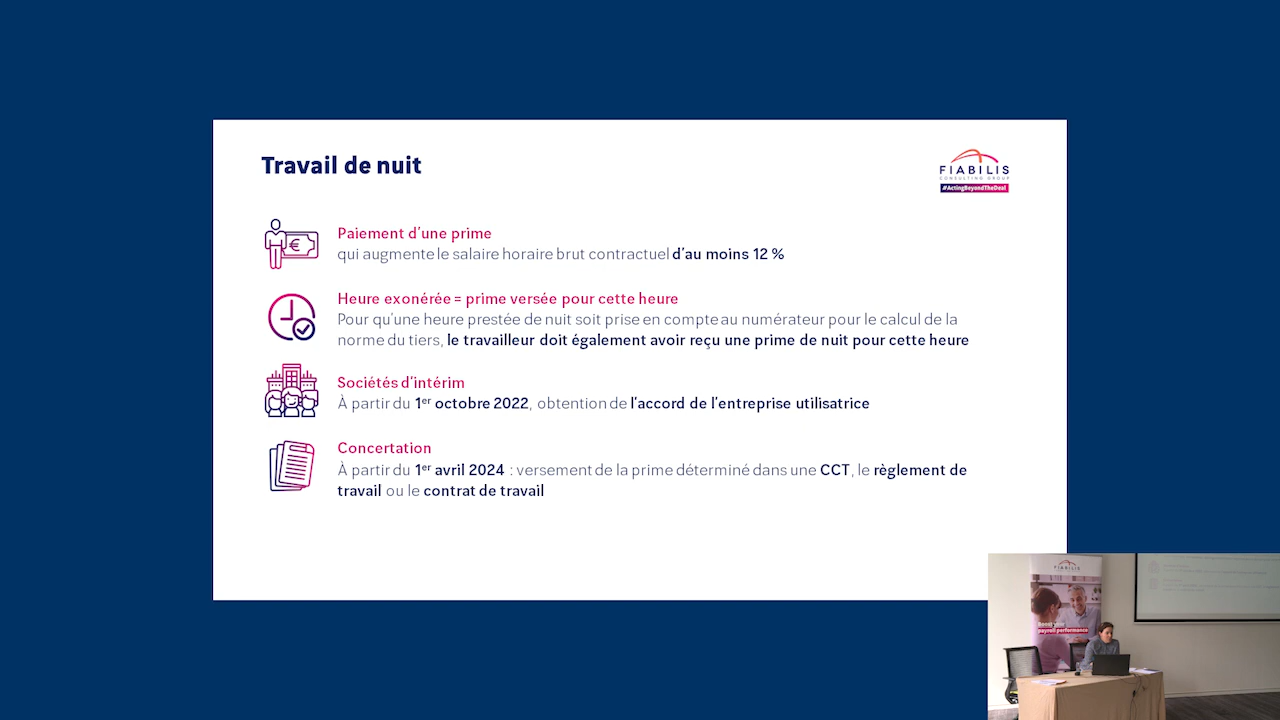 Travail de nuit
FIABILIS
CONSULTING GROUP
#ActingBeyondTheDeal
Paiement d'une prime
qui augmente le salaire horaire brut contractuel d'au moins 12 %
Heure exonérée = prime versée pour cette heure
Pour qu'une heure prestée de nuit soit prise en compte au numérateur pour le calcul de la
norme du tiers, le travailleur doit également avoir reçu une prime de nuit pour cette heure
Sociétés d'intérim
À partir du 1er octobre 2022, obtention de l'accord de l'entreprise utilisatrice
Concertation
À partir du 1er avril 2024 : versement de la prime déterminé dans une CCT, le règlement de
travail ou le contrat de travail
FIABILIS
payroll performance